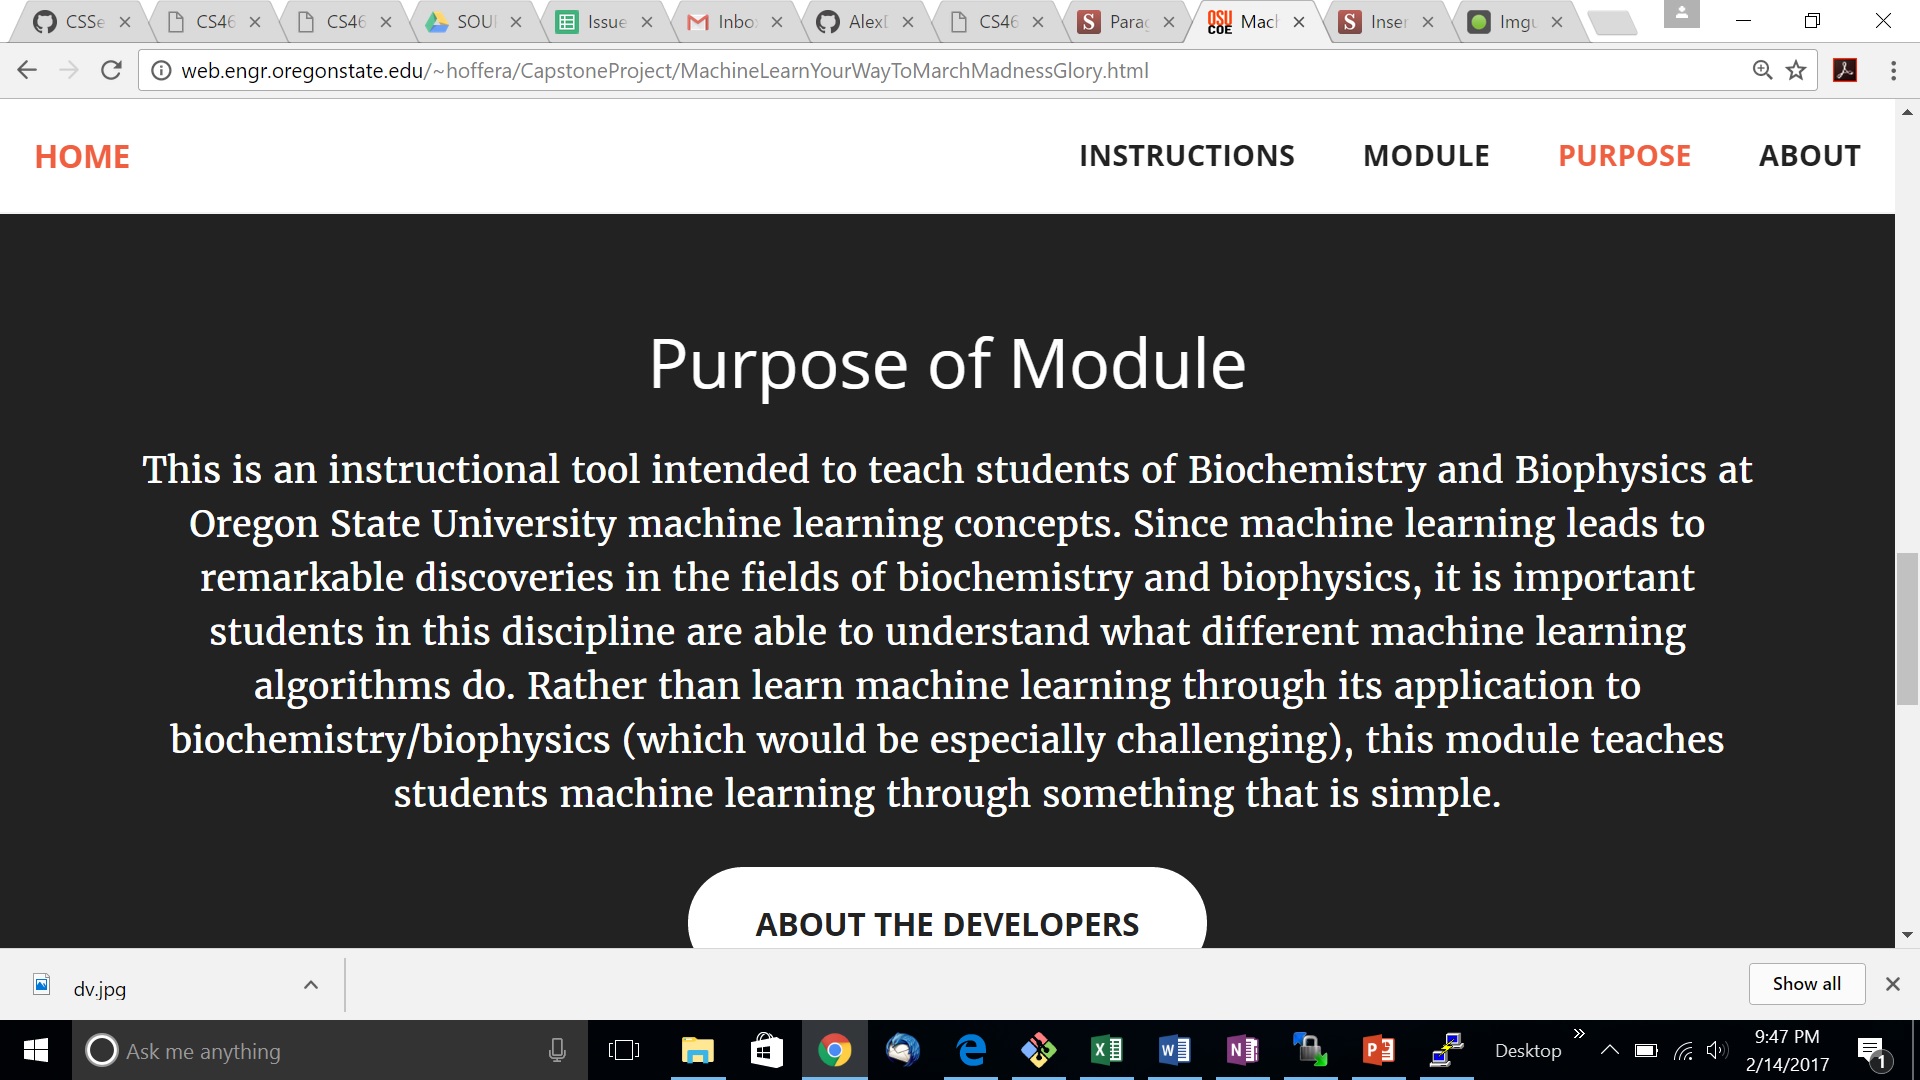 CSSe
CS46
CS46
SOUI
Issue
Inbo
Alex
CS46
Para
OSU COE
Mach
Inser
Imgu
web.engr.oregonstate.edu/~hoffera/CapstoneProject/MachineLearnYourWayToMarchMadnessGlory.html
HOME INSTRUCTIONS MODULE PURPOSE ABOUT
Purpose of Module
This is an instructional tool intended to teach students of Biochemistry and Biophysics at
Oregon State University machine learning concepts. Since machine learning leads to
remarkable discoveries in the fields of biochemistry and biophysics, it is important
students in this discipline are able to understand what different machine learning
algorithms do. Rather than learn machine learning through its application to
biochemistry/biophysics (which would be especially challenging), this module teaches
students machine learning through something that is simple.
ABOUT THE DEVELOPERS
dv.jpg
Show all
Ask me anything
Desktop
9:47 PM
2/14/2017
1